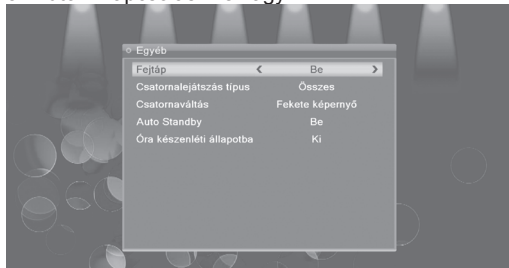 Egyéb
Fejtáp Be
Csatornalejátszás típus Összes
Csatornaváltás Fekete képernyő
Auto Standby Be
Óra készenléti állapotba Ki